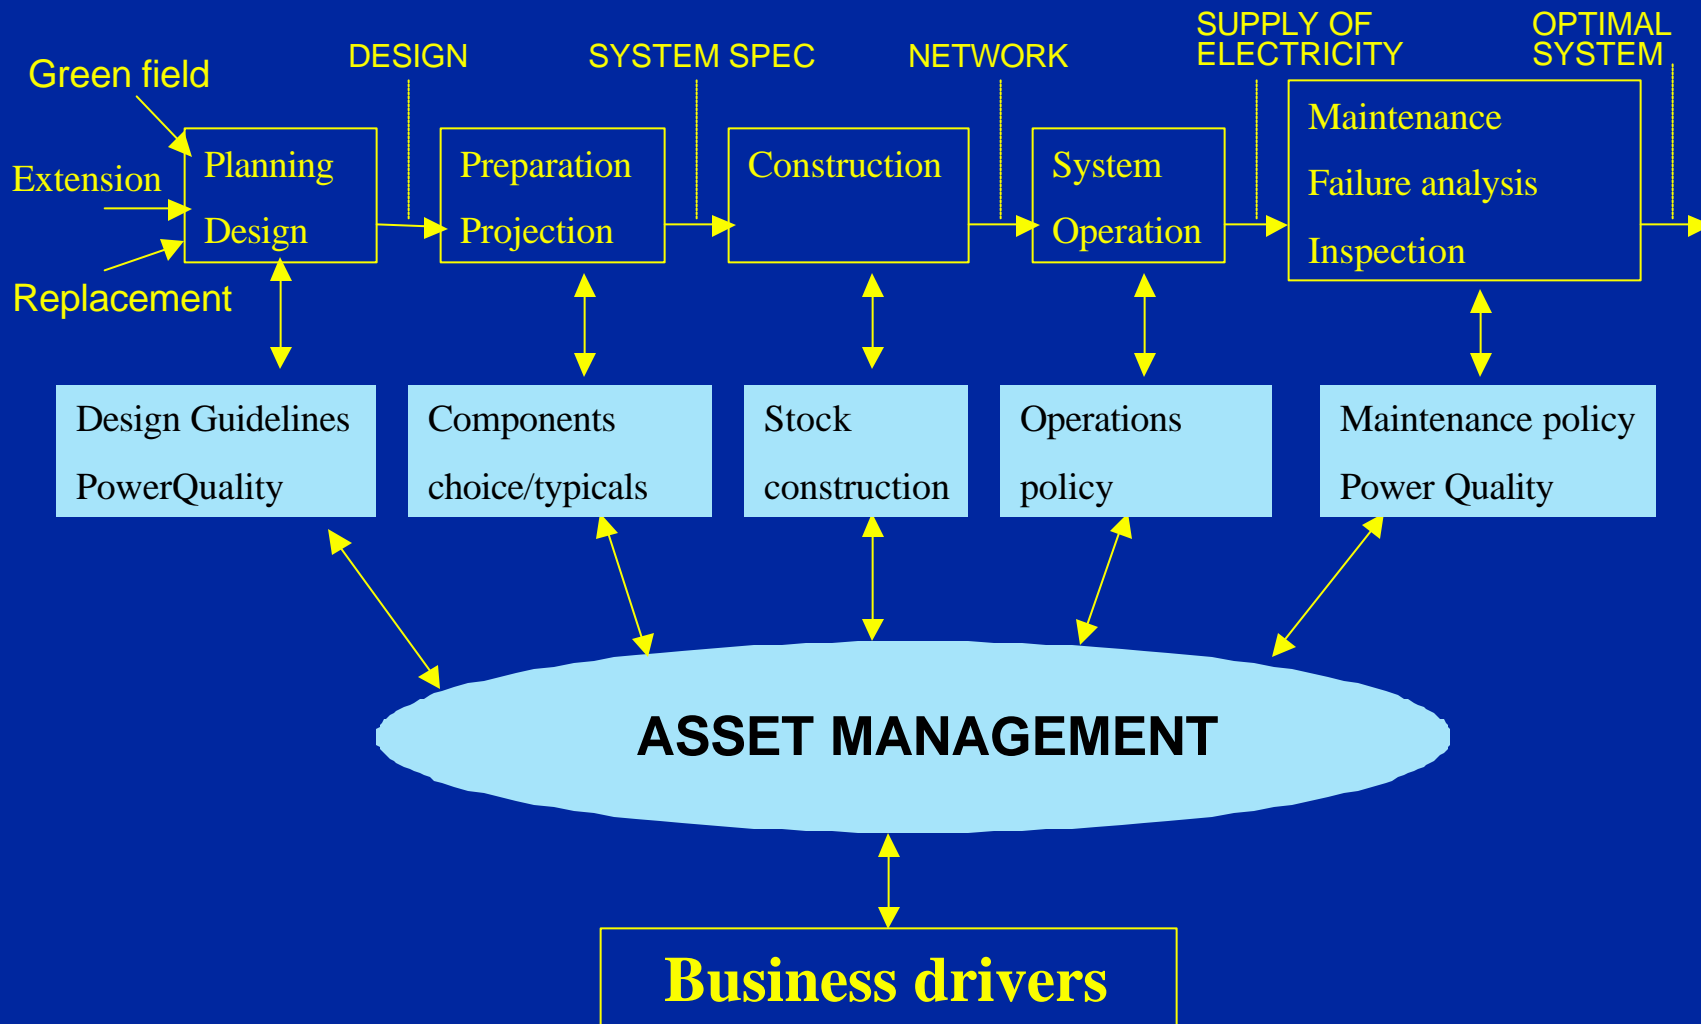 SUPPLY OF
ELECTRICITY
OPTIMAL
SYSTEM
DESIGN
SYSTEM SPEC
NETWORK
Green field
Extension
Replacement
Planning
Design
Preparation
Projection
Construction
System
Operation
Maintenance
Failure analysis
Inspection
Design Guidelines
PowerQuality
Components
choice/typicals
Stock
construction
Operations
policy
Maintenance policy
Power Quality
ASSET MANAGEMENT
Business drivers